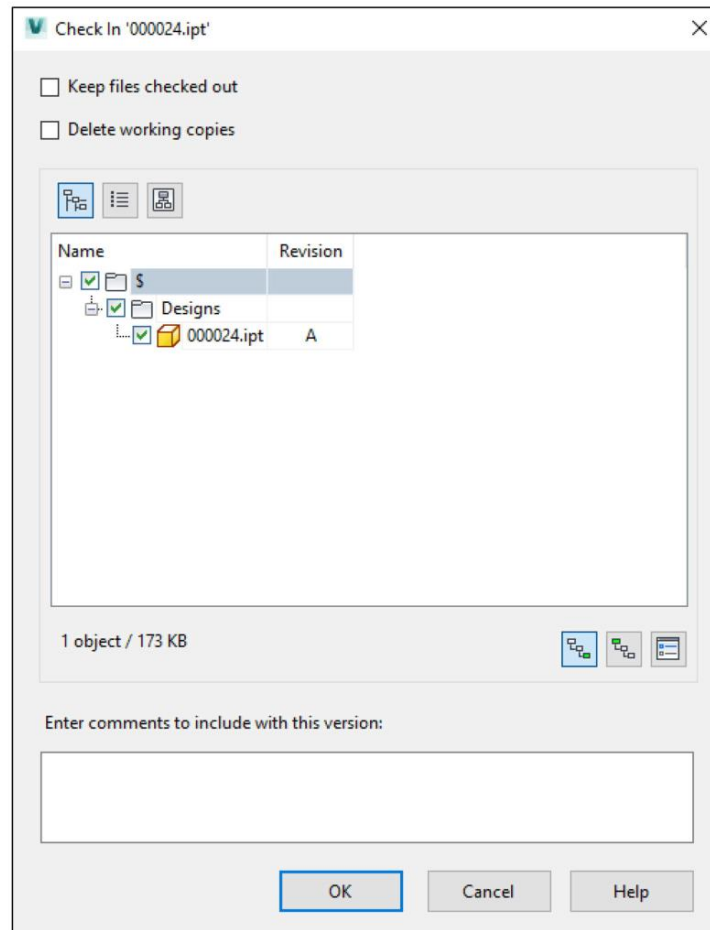 Check In '000024.ipt'
Keep files checked out
Delete working copies
Name Revision
$
Designs
000024.ipt A
1 object / 173 KB
Enter comments to include with this version:
OK Cancel Help